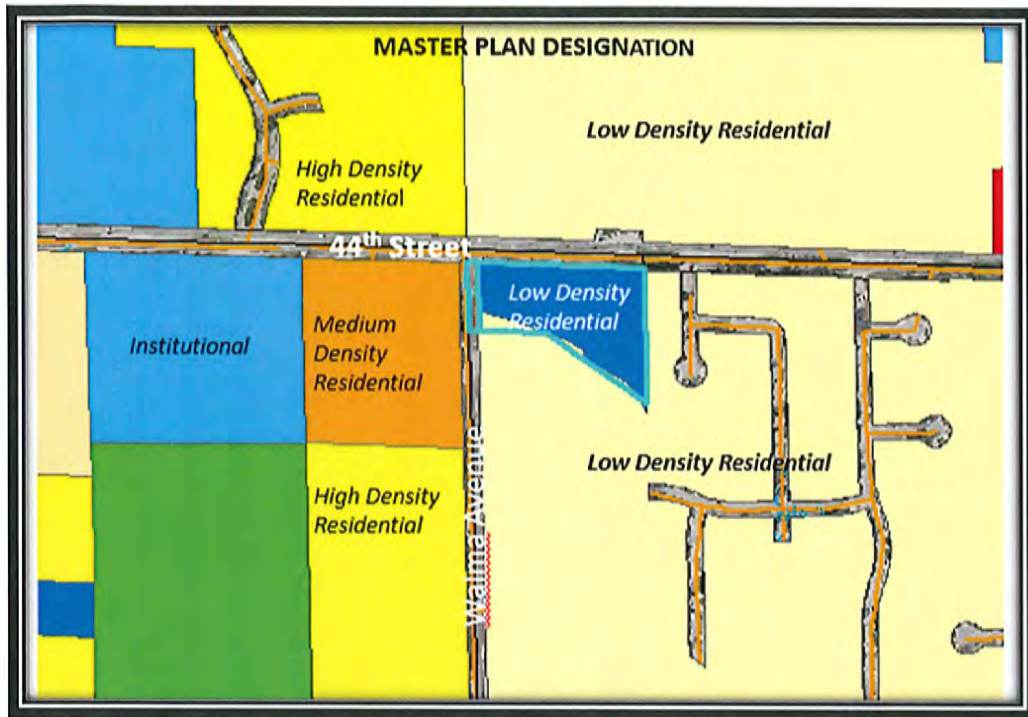 MASTER PLAN DESIGNATION
Low Density Residential
High Density
Residential
44th Street
Low Density
Residential
Institutional
Medium
Density
Residential
Walma Avenue
Low Density Residential
High Density
Residential